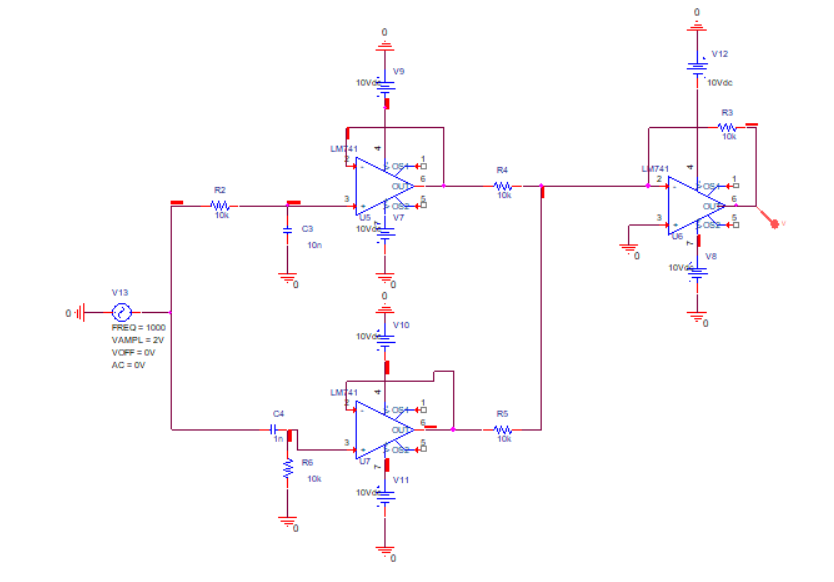 0
V12
10Vdc
R3
10k
0
V9
10Vdc
LM741
4
2
-
OS1
1
OUT
6
3
+
OS2
5
U5
V7
10Vdc
0
R4
10k
LM741
4
2
-
OS1
1
OUT
6
3
+
OS2
5
U6
7
0
V8
10Vdc
0
V
R2
10k
C3
10n
0
V13
0
FREQ = 1000
VAMPL = 2V
VOFF = 0V
AC = 0V
0
V10
10Vdc
LM741
4
2
-
OS1
1
OUT
6
3
+
OS2
5
U7
7
V11
10Vdc
0
R5
10k
C4
1n
R6
10k
0